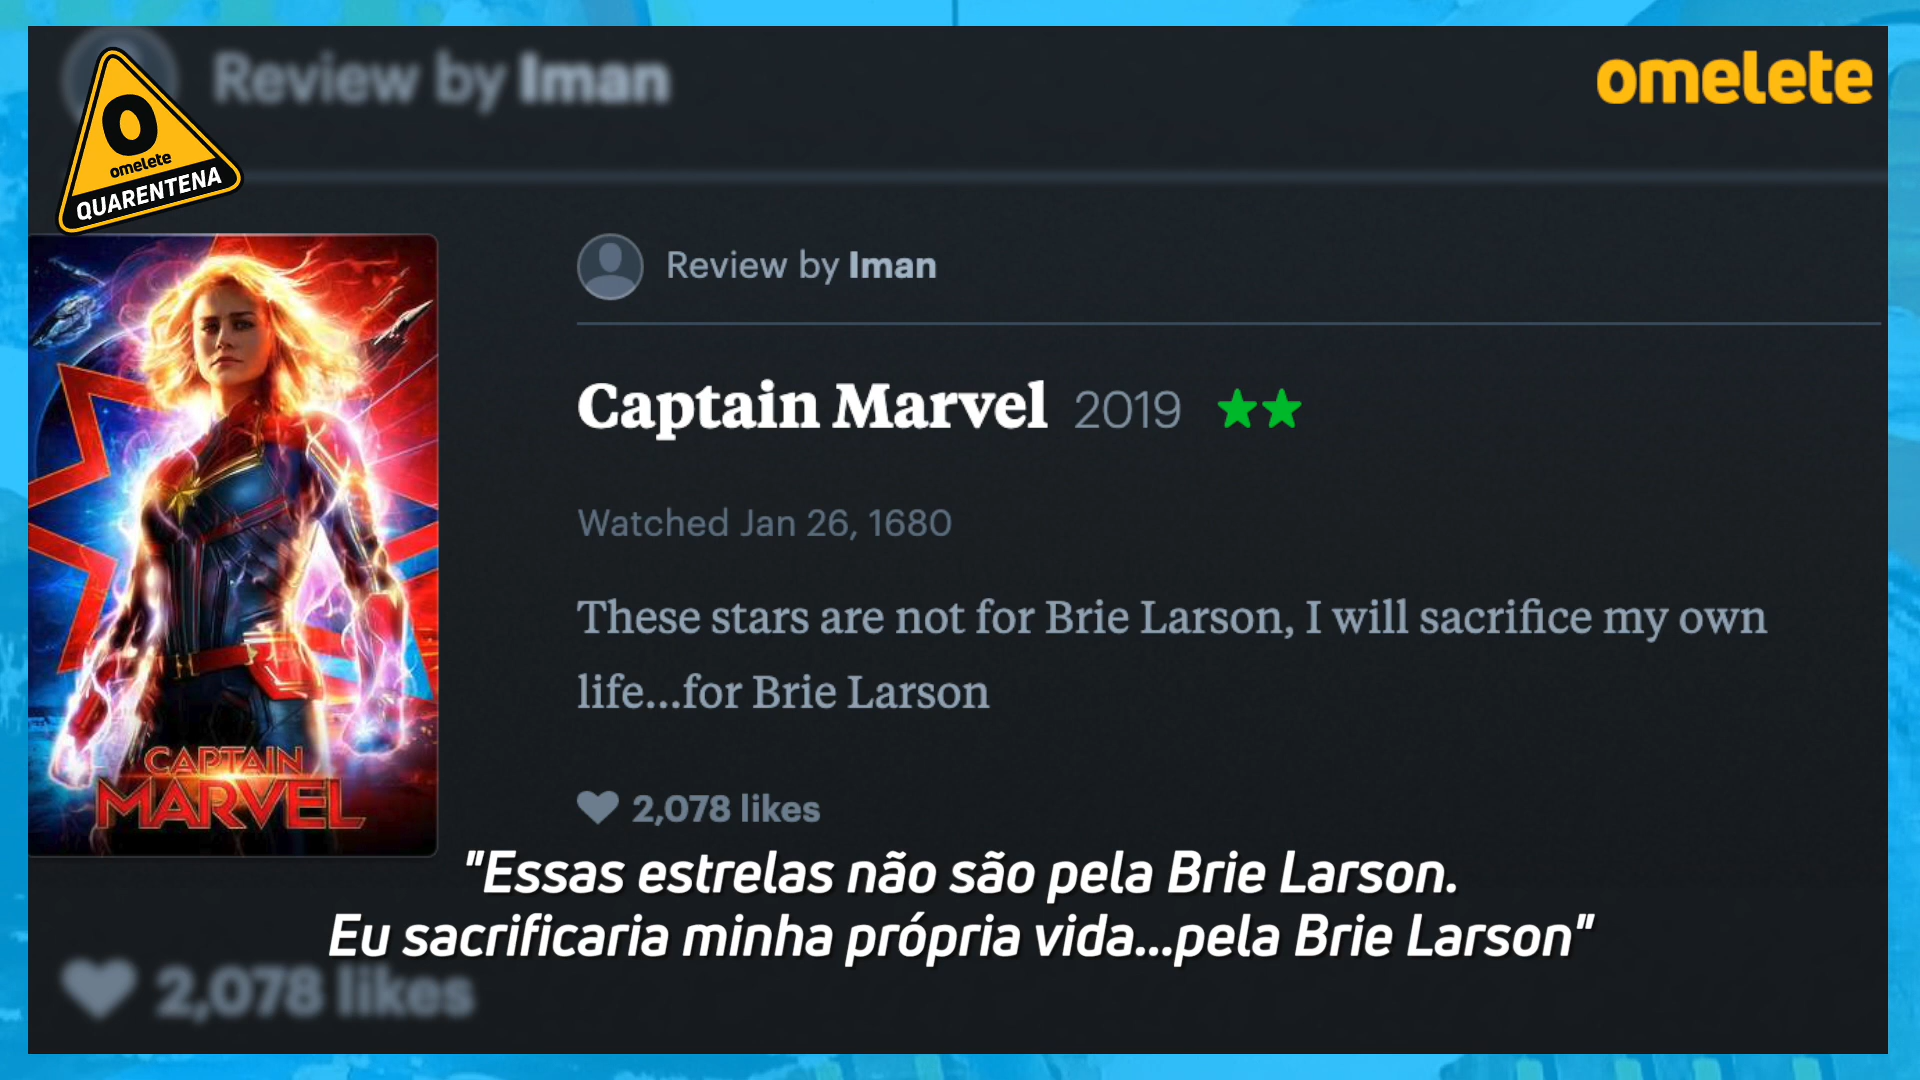 Review by Iman
omelete
O
omelete
QUARENTENA
Review by Iman
Captain Marvel 2019 ★★
Watched Jan 26, 1680
These stars are not for Brie Larson, I will sacrifice my own
life...for Brie Larson
CAPTAIN
MARVEL
2,078 likes
"Essas estrelas não são pela Brie Larson.
Eu sacrificaria minha própria vida...pela Brie Larson"
2,078 likes